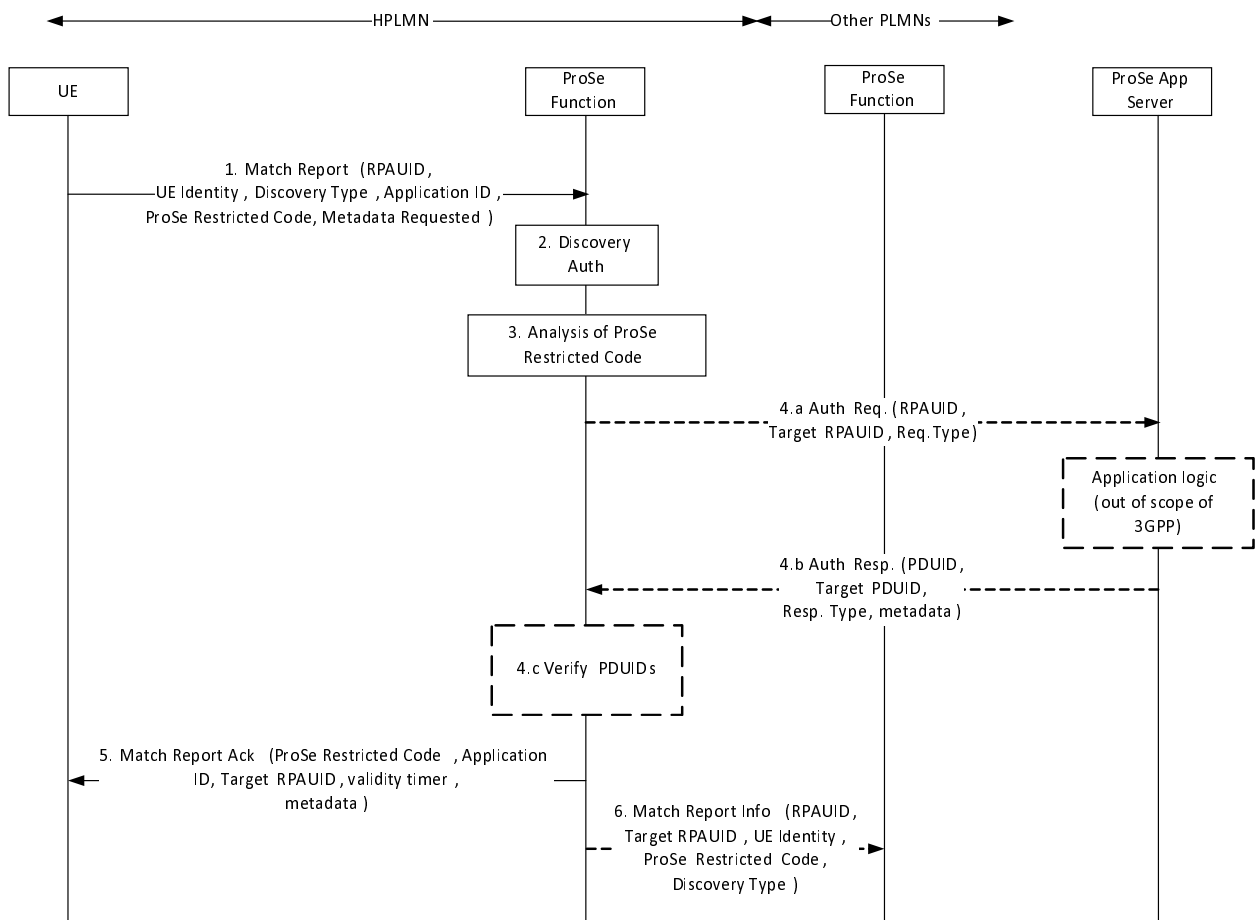 HPLMN
Other PLMNs
UE
ProSe
Function
ProSe
Function
ProSe App
Server
1. Match Report (RPAUID,
UE Identity, Discovery Type, Application ID,
ProSe Restricted Code, Metadata Requested)
2. Discovery
Auth
3. Analysis of ProSe
Restricted Code
4.a Auth Req. (RPAUID,
Target RPAUID, Req.Type)
Application logic
(out of scope of
3GPP)
4.b Auth Resp. (PDUID,
Target PDUID,
Resp. Type, metadata)
4.c Verify PDUIDs
5. Match Report Ack (ProSe Restricted Code, Application
ID, Target RPAUID, validity timer,
metadata)
6. Match Report Info (RPAUID,
Target RPAUID, UE Identity,
ProSe Restricted Code,
Discovery Type)